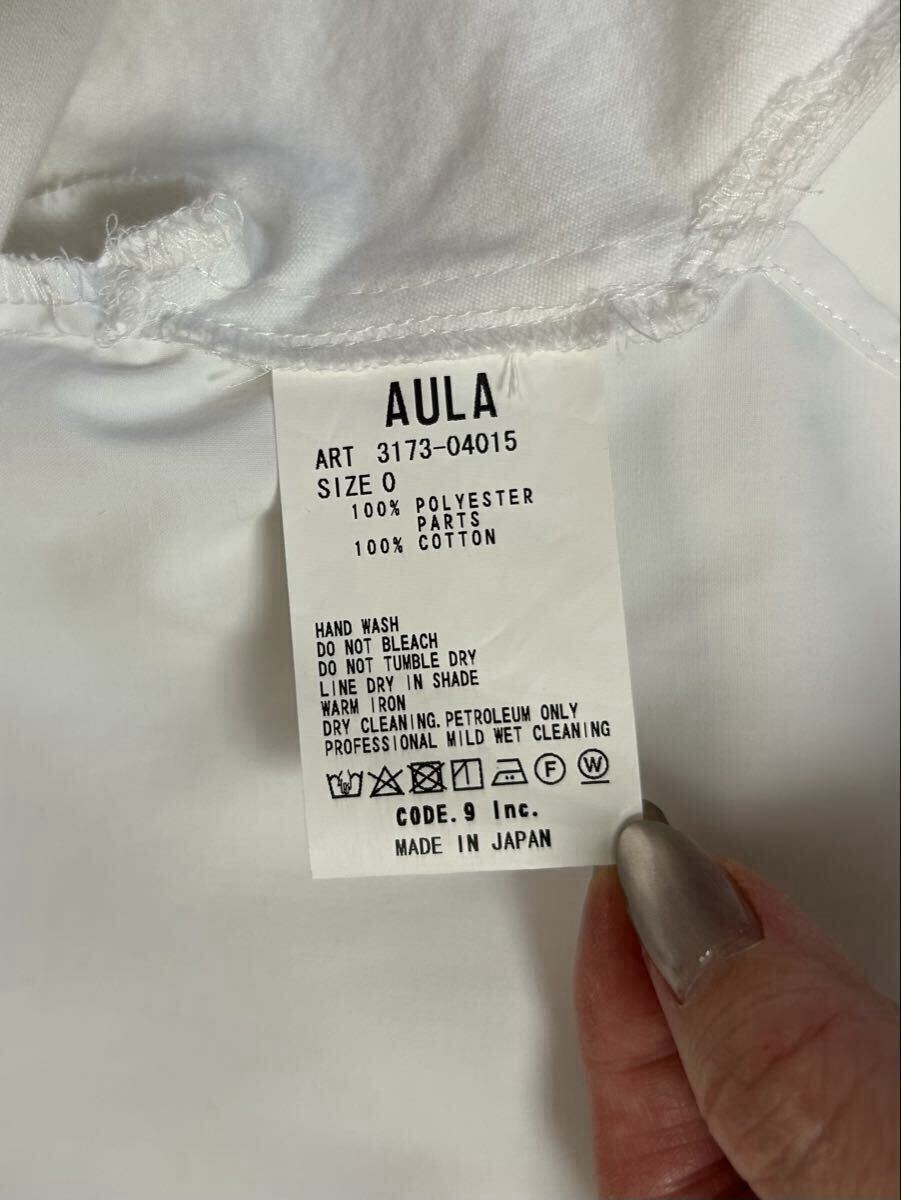 AULA
ART 3173-04015
SIZE 0
100% POLYESTER
PARTS
100% COTTON
HAND WASH
DO NOT BLEACH
DO NOT TUMBLE DRY
LINE DRY IN SHADE
WARM IRON
DRY CLEANING. PETROLEUM ONLY
PROFESSIONAL MILD WET CLEANING
F W
CODE. 9 Inc.
MADE IN JAPAN